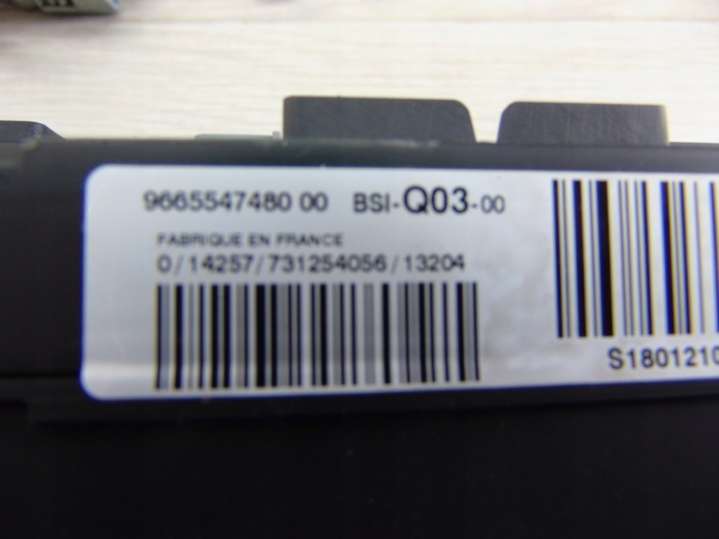 9665547480 00 BSI-Q03-00
FABRIQUE EN FRANCE
0/14257/731254056/13204
S1801210